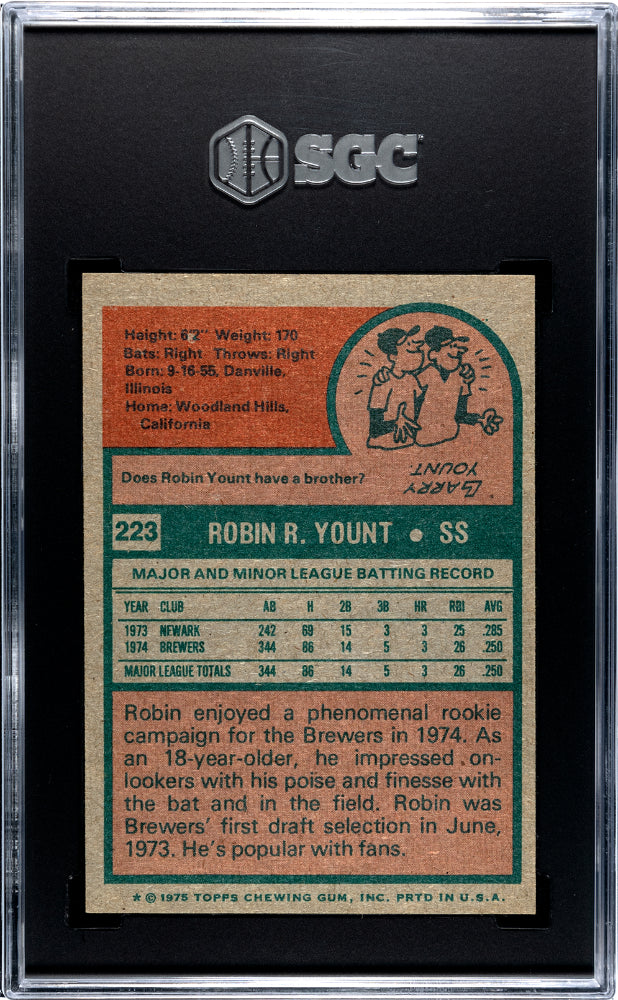 SGC
Height: 6'2" Weight: 170
Bats: Right Throws: Right
Born: 9-16-55, Danville,
Illinois
Home: Woodland Hills,
California
Does Robin Yount have a brother?
LARRY
YOUNT
223 ROBIN R. YOUNT • SS
MAJOR AND MINOR LEAGUE BATTING RECORD
YEAR CLUB AB H 2B 3B HR RBI AVG
1973 NEWARK 242 69 15 3 3 25 .285
1974 BREWERS 344 86 14 5 3 26 .250
MAJOR LEAGUE TOTALS 344 86 14 5 3 26 .250
Robin enjoyed a phenomenal rookie
campaign for the Brewers in 1974. As
an 18-year-older, he impressed on-
lookers with his poise and finesse with
the bat and in the field. Robin was
Brewers' first draft selection in June,
1973. He's popular with fans.
* © 1975 TOPPS CHEWING GUM, INC. PRTD IN U.S.A.